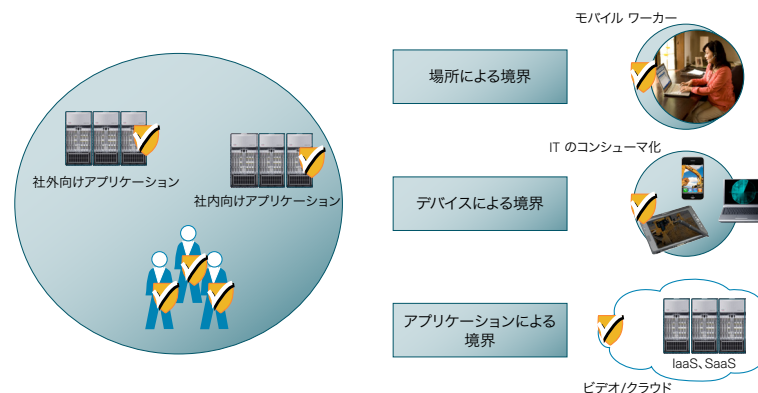 モバイル ワーカー
場所による境界
社外向けアプリケーション
社内向けアプリケーション
IT のコンシューマ化
デバイスによる境界
アプリケーションによる
境界
IaaS、SaaS
ビデオ/クラウド